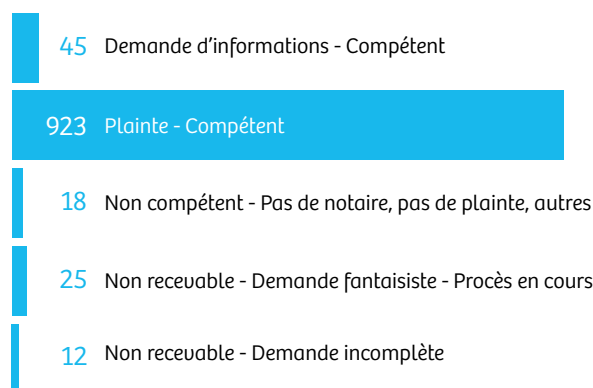 45 Demande d'informations - Compétent
923 Plainte - Compétent
18 Non compétent - Pas de notaire, pas de plainte, autres
25 Non recevable - Demande fantaisiste - Procès en cours
12 Non recevable - Demande incomplète